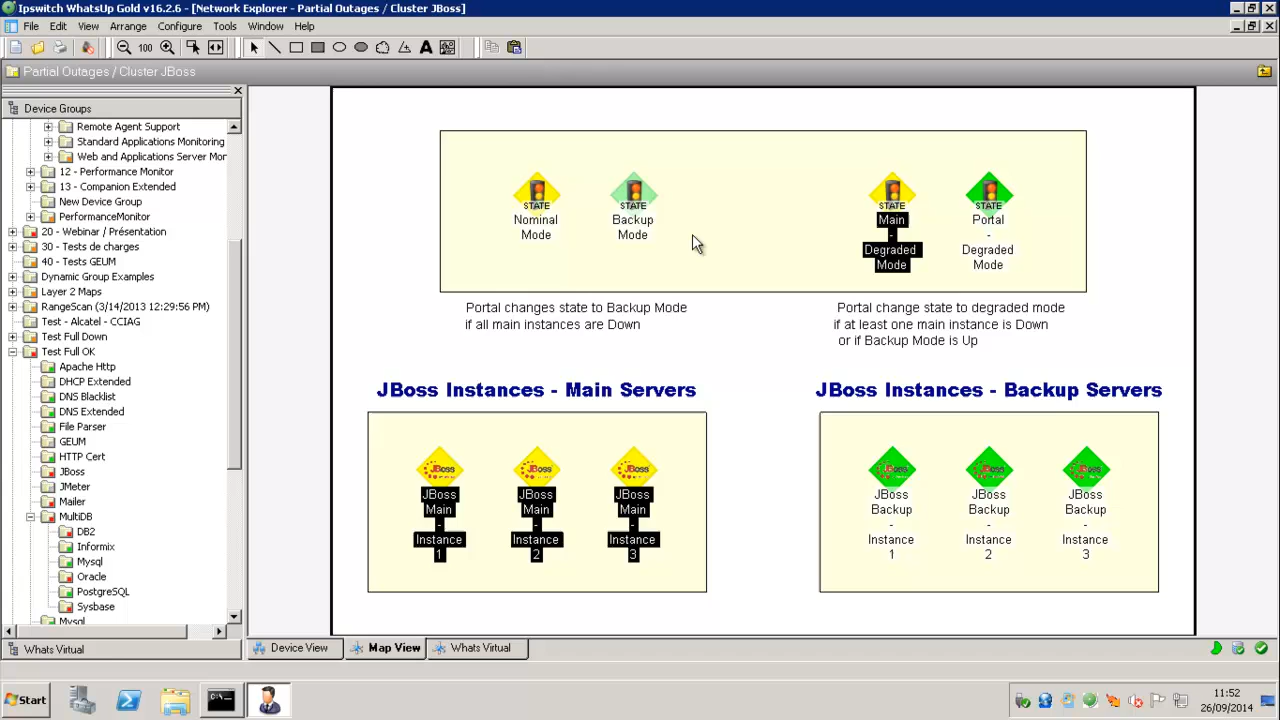 Ipswitch WhatsUp Gold v16.2.6 - [Network Explorer - Partial Outages / Cluster JBoss]
File Edit View Arrange Configure Tools Window Help
100
A
Partial Outages / Cluster JBoss
Device Groups
Remote Agent Support
Standard Applications Monitoring
Web and Applications Server Mor
12 - Performance Monitor
13 - Companion Extended
New Device Group
PerformanceMonitor
20 - Webinar / Présentation
30 - Tests de charges
40 - Tests GEUM
Dynamic Group Examples
Layer 2 Maps
RangeScan (3/14/2013 12:29:56 PM)
Test - Alcatel - CCIAG
Test Full Down
Test Full OK
Apache Http
DHCP Extended
DNS Blacklist
DNS Extended
File Parser
GEUM
HTTP Cert
JBoss
JMeter
Mailer
MultiDB
DB2
Informix
Mysql
Oracle
PostgreSQL
Sysbase
Mysql
Whats Virtual
STATE STATE STATE STATE
Nominal
Mode
Backup
Mode
Main
-
Degraded
Mode
Portal
-
Degraded
Mode
Portal changes state to Backup Mode
if all main instances are Down
Portal change state to degraded mode
if at least one main instance is Down
or if Backup Mode is Up
JBoss Instances - Main Servers
JBoss
JBoss
Main
-
Instance
1
JBoss
JBoss
Main
-
Instance
2
JBoss
JBoss
Main
-
Instance
3
JBoss Instances - Backup Servers
JBoss
JBoss
Backup
-
Instance
1
JBoss
JBoss
Backup
-
Instance
2
JBoss
JBoss
Backup
-
Instance
3
Device View Map View Whats Virtual
Start
11:52
26/09/2014